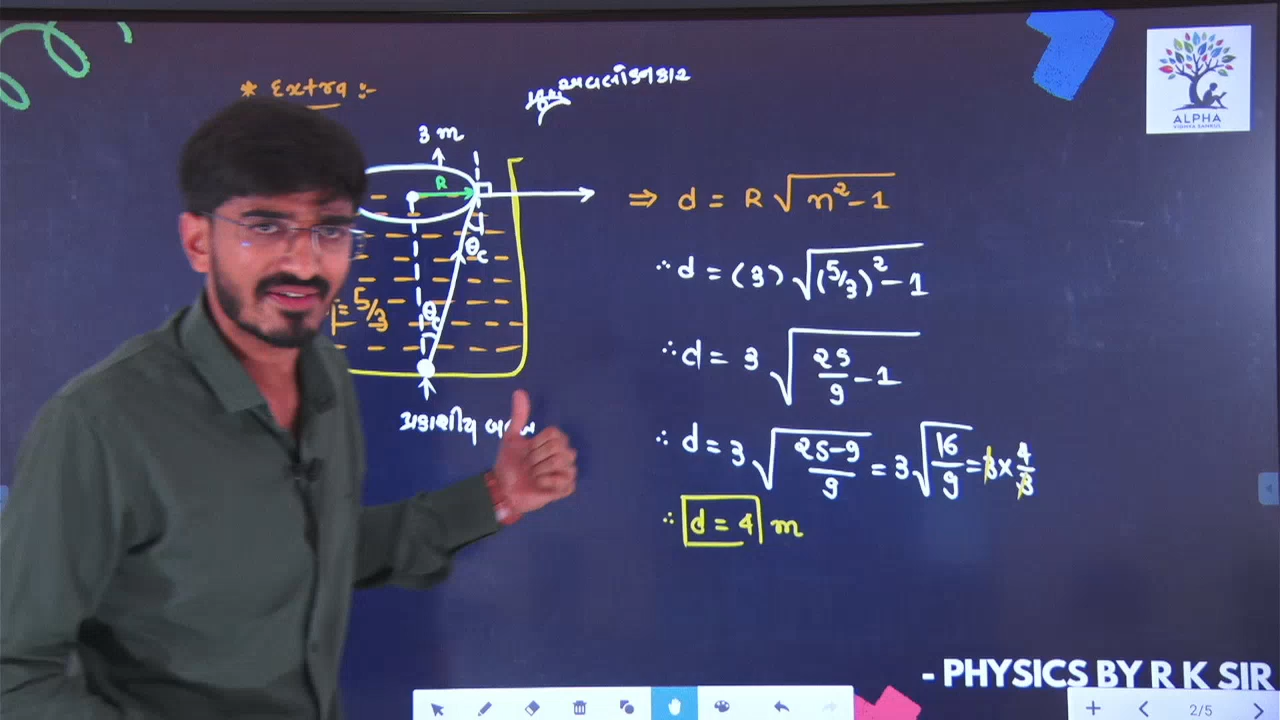 * Extra :-
અવલોકનકાર
3 m
R
θc
= 5/3
θc
પ્રકાશીય
⇒ d = R √(n² - 1)
∴ d = (3) √((5/3)² - 1)
∴ d = 3 √(25/9 - 1)
∴ d = 3 √((25-9)/9) = 3 √(16/9) = 3 × 4/3
∴ d = 4 m
ALPHA
VIDHYA SANKUL
- PHYSICS BY R K SIR
2/5